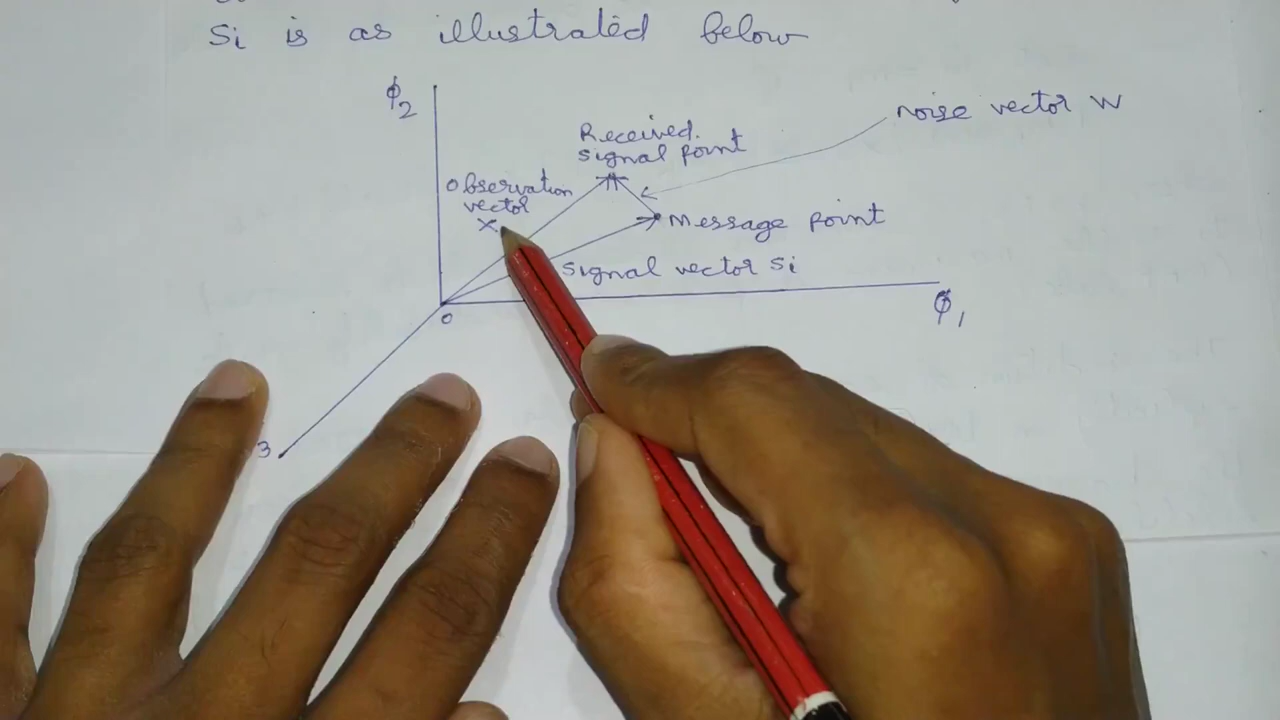 Si is as illustrated below
ϕ2
noise vector W
Received
signal point
Observation
vector
x
Message point
signal vector Si
ϕ1
0
3